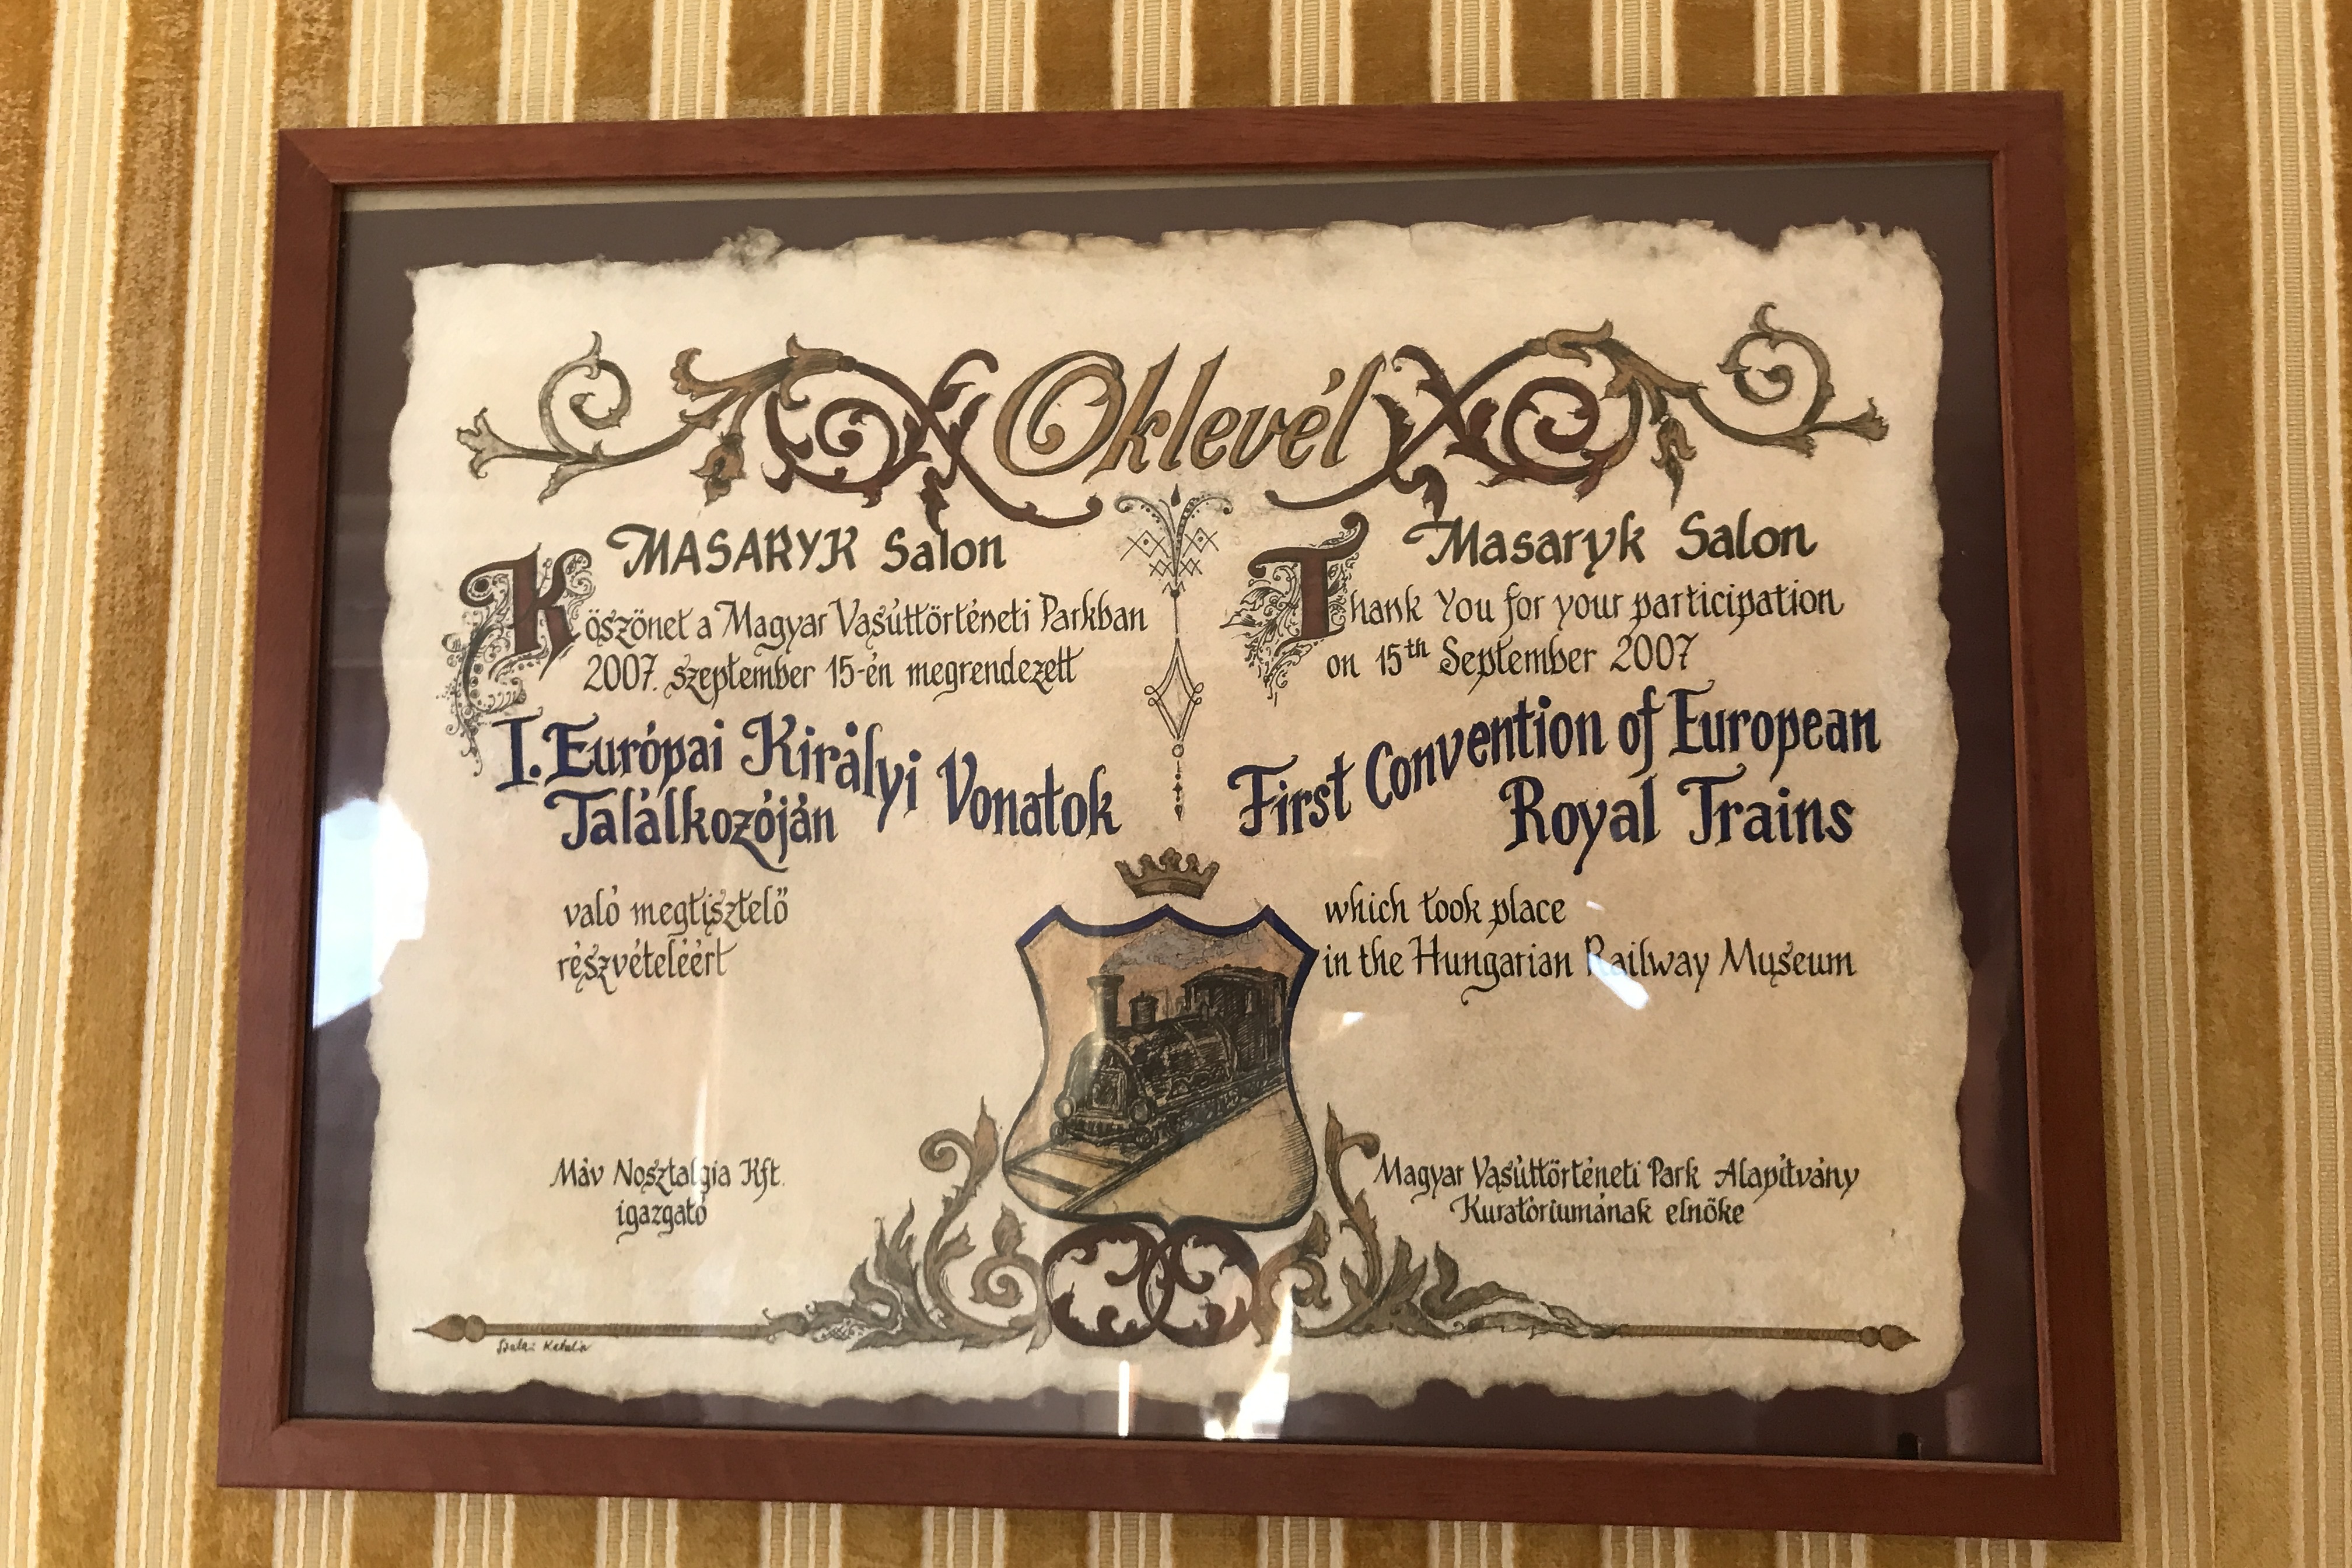 Oklevél
MASARYK Salon
Köszönet a Magyar Vasúttörténeti Parkban
2007. szeptember 15-én megrendezett
I. Európai Királyi Vonatok
Találkozóján
való megtisztelő
részvételéért
Máv Nosztalgia Kft.
igazgató
Masaryk Salon
Thank You for your participation
on 15th September 2007
First Convention of European
Royal Trains
which took place
in the Hungarian Railway Museum
Magyar Vasúttörténeti Park Alapítvány
Kuratóriumának elnöke